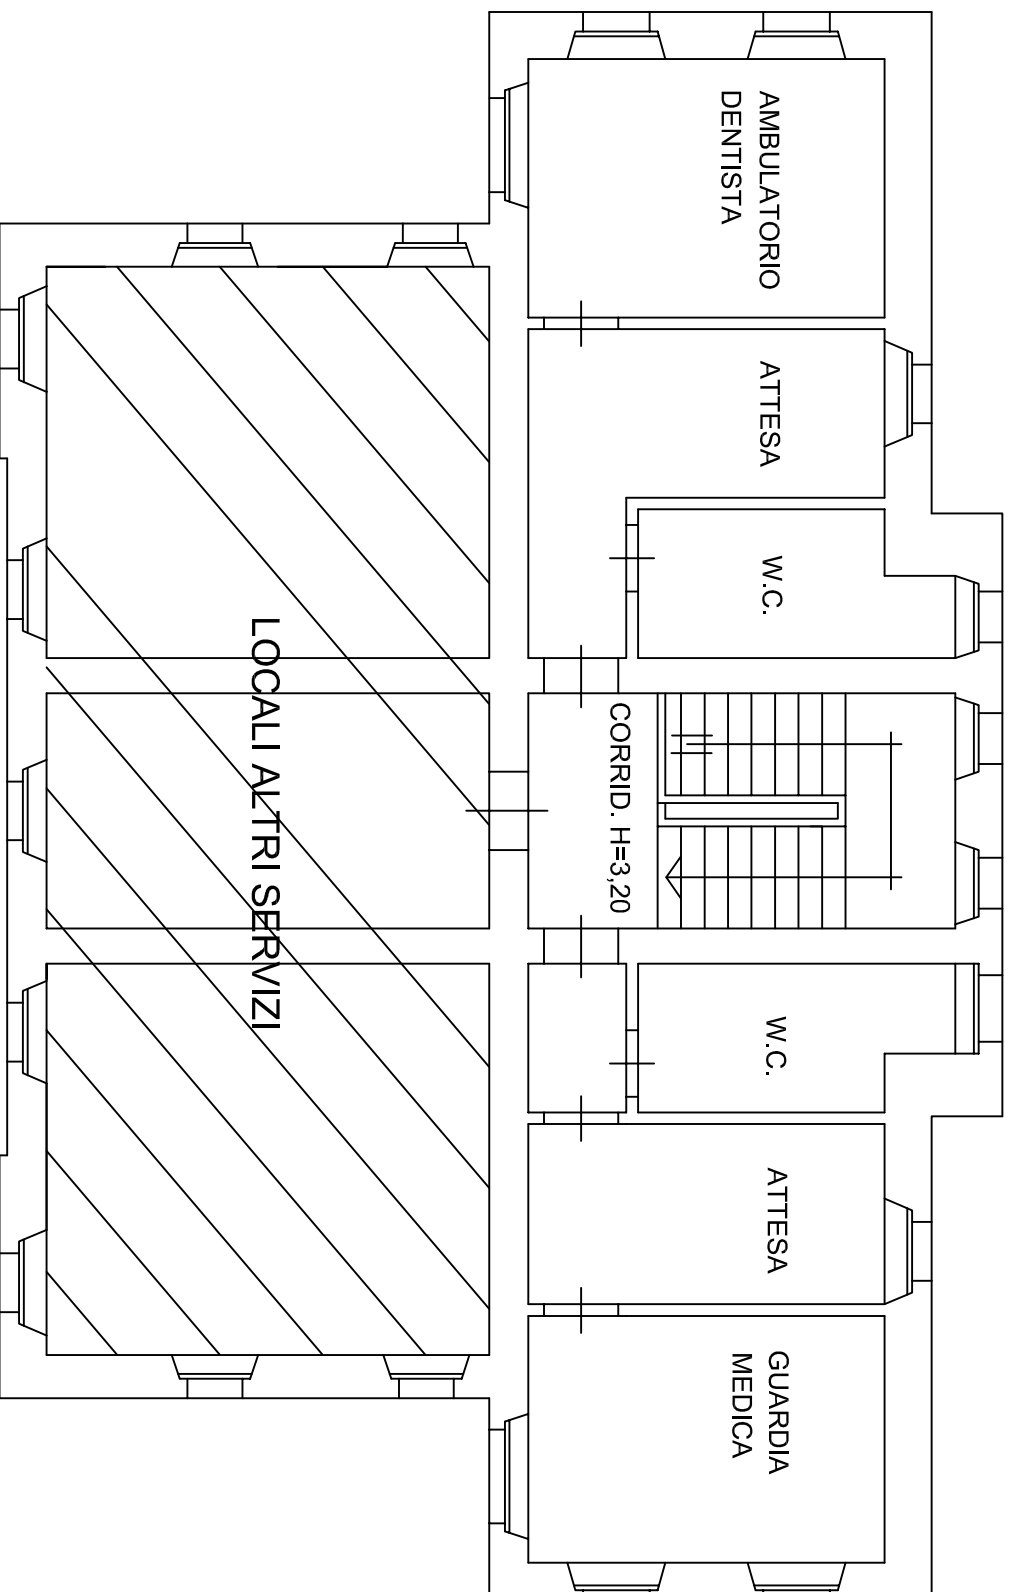 AMBULATORIO
DENTISTA
ATTESA
W.C.
CORRID. H=3,20
W.C.
ATTESA
GUARDIA
MEDICA
LOCALI ALTRI SERVIZI